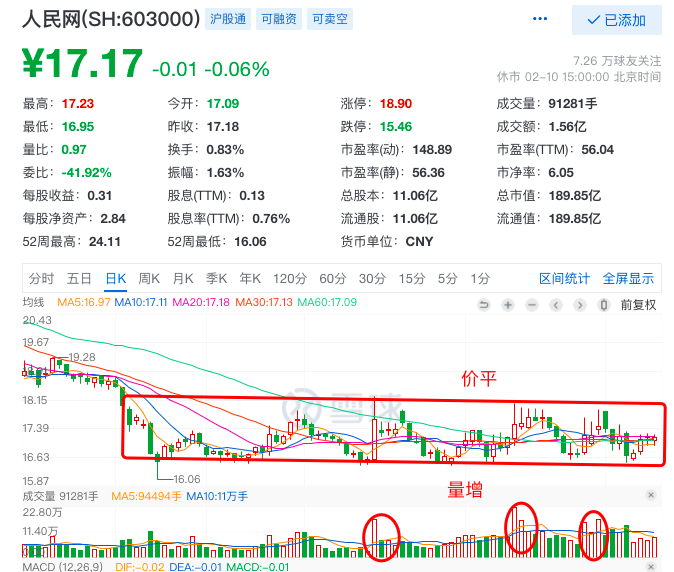 人民网(SH:603000) 沪股通 可融资 可卖空 ••• ✓ 已添加
¥17.17 -0.01 -0.06%
7.26 万球友关注
休市 02-10 15:00:00 北京时间
最高：17.23 今开：17.09 涨停：18.90 成交量：91281手
最低：16.95 昨收：17.18 跌停：15.46 成交额：1.56亿
量比：0.97 换手：0.83% 市盈率(动)：148.89 市盈率(TTM)：56.04
委比：-41.92% 振幅：1.63% 市盈率(静)：56.36 市净率：6.05
每股收益：0.31 股息(TTM)：0.13 总股本：11.06亿 总市值：189.85亿
每股净资产：2.84 股息率(TTM)：0.76% 流通股：11.06亿 流通值：189.85亿
52周最高：24.11 52周最低：16.06 货币单位：CNY
分时 五日 日K 周K 月K 季K 年K 120分 60分 30分 15分 5分 1分 区间统计 全屏显示
均线 MA5:16.97 MA10:17.11 MA20:17.18 MA30:17.13 MA60:17.09 前复权
20.43
19.67
19.28
价平
18.15
雪球
17.39
16.63
16.06
15.87
量增
成交量 91281手 MA5:94494手 MA10:11万手
22.80万
11.40万
MACD (12,26,9) DIF:-0.02 DEA:-0.01 MACD:-0.01